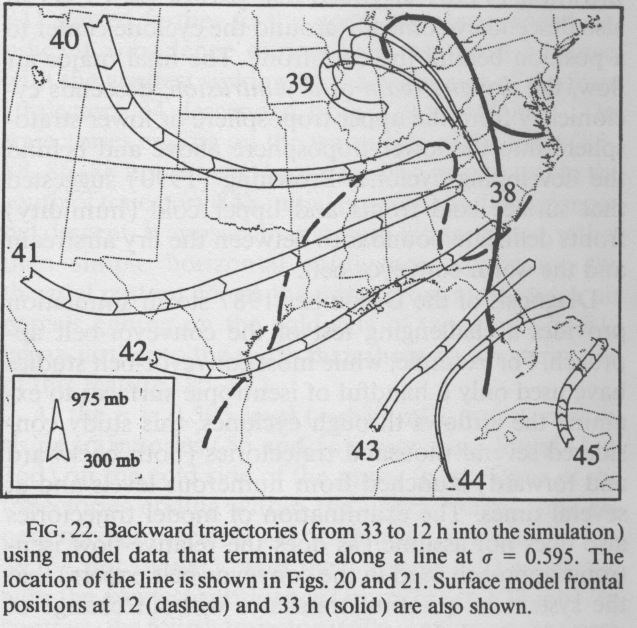 40
39
38
41
42
975 mb
300 mb
43
44
45
FIG. 22. Backward trajectories (from 33 to 12 h into the simulation)
using model data that terminated along a line at σ = 0.595. The
location of the line is shown in Figs. 20 and 21. Surface model frontal
positions at 12 (dashed) and 33 h (solid) are also shown.